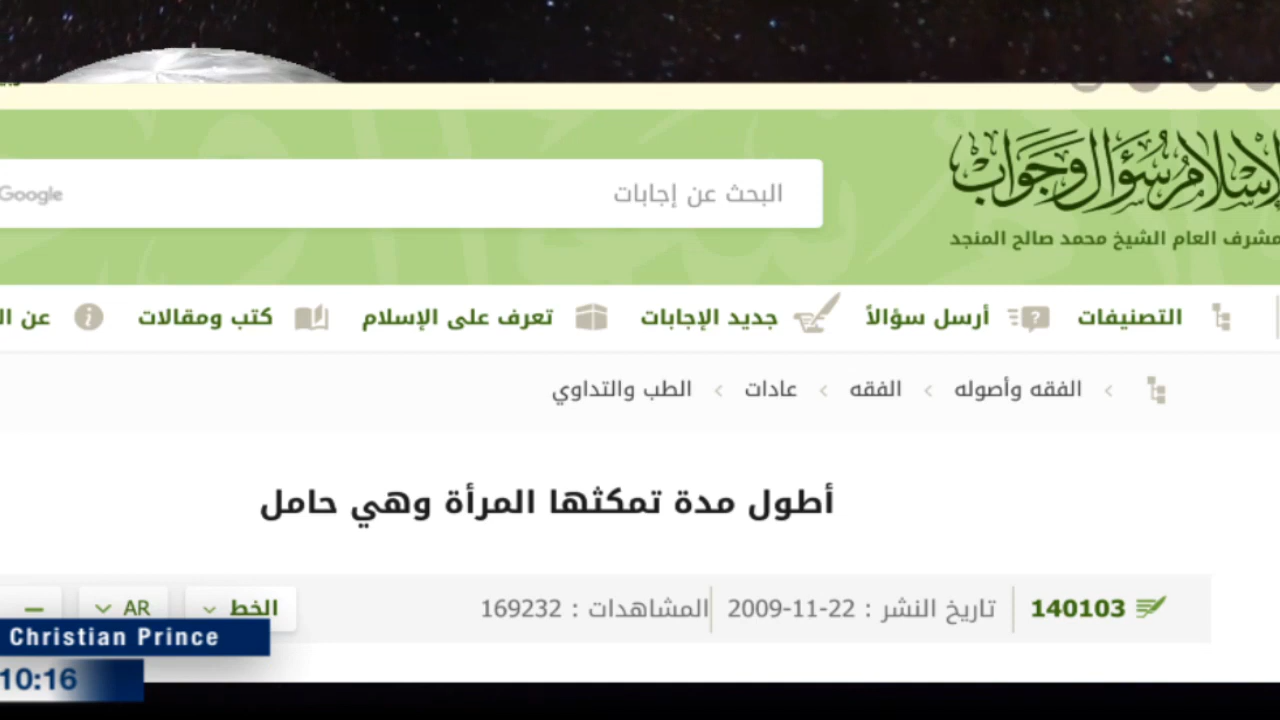 الإسلام سؤال وجواب
مشرف العام الشيخ محمد صالح المنجد
البحث عن إجابات
Google
التصنيفات أرسل سؤالاً جديد الإجابات تعرف على الإسلام كتب ومقالات عن
الفقه وأصوله > الفقه > عادات > الطب والتداوي
أطول مدة تمكثها المرأة وهي حامل
140103 تاريخ النشر : 22-11-2009 المشاهدات : 169232 الخط AR
Christian Prince
10:16